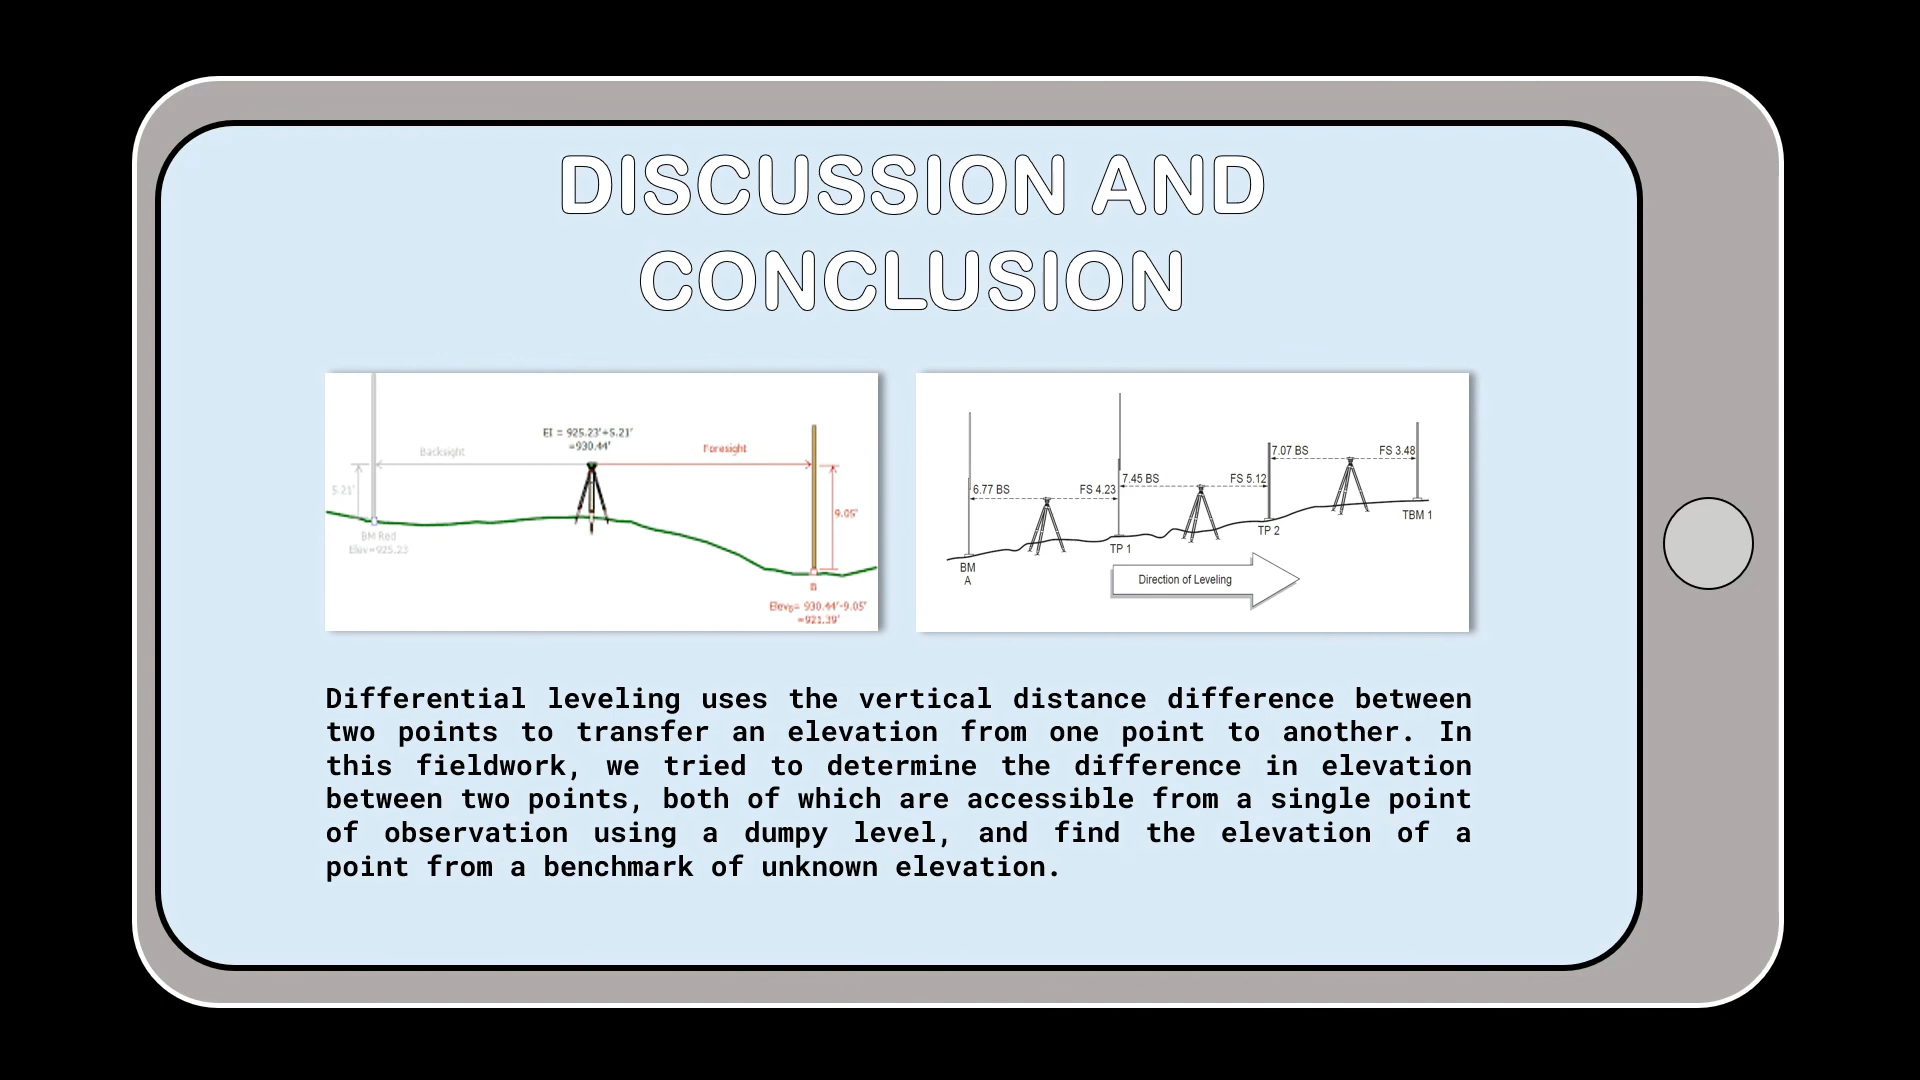 DISCUSSION AND
CONCLUSION
EI = 925.23'+5.21'
=930.44'
Backsight
Foresight
5.21'
9.05'
BM Rod
Elev=925.23
B
Elev_B= 930.44'-9.05'
=921.39'
7.07 BS
FS 3.48
7.45 BS
FS 5.12
6.77 BS
FS 4.23
TBM 1
TP 2
TP 1
BM
A
Direction of Leveling
Differential leveling uses the vertical distance difference between
two points to transfer an elevation from one point to another. In
this fieldwork, we tried to determine the difference in elevation
between two points, both of which are accessible from a single point
of observation using a dumpy level, and find the elevation of a
point from a benchmark of unknown elevation.